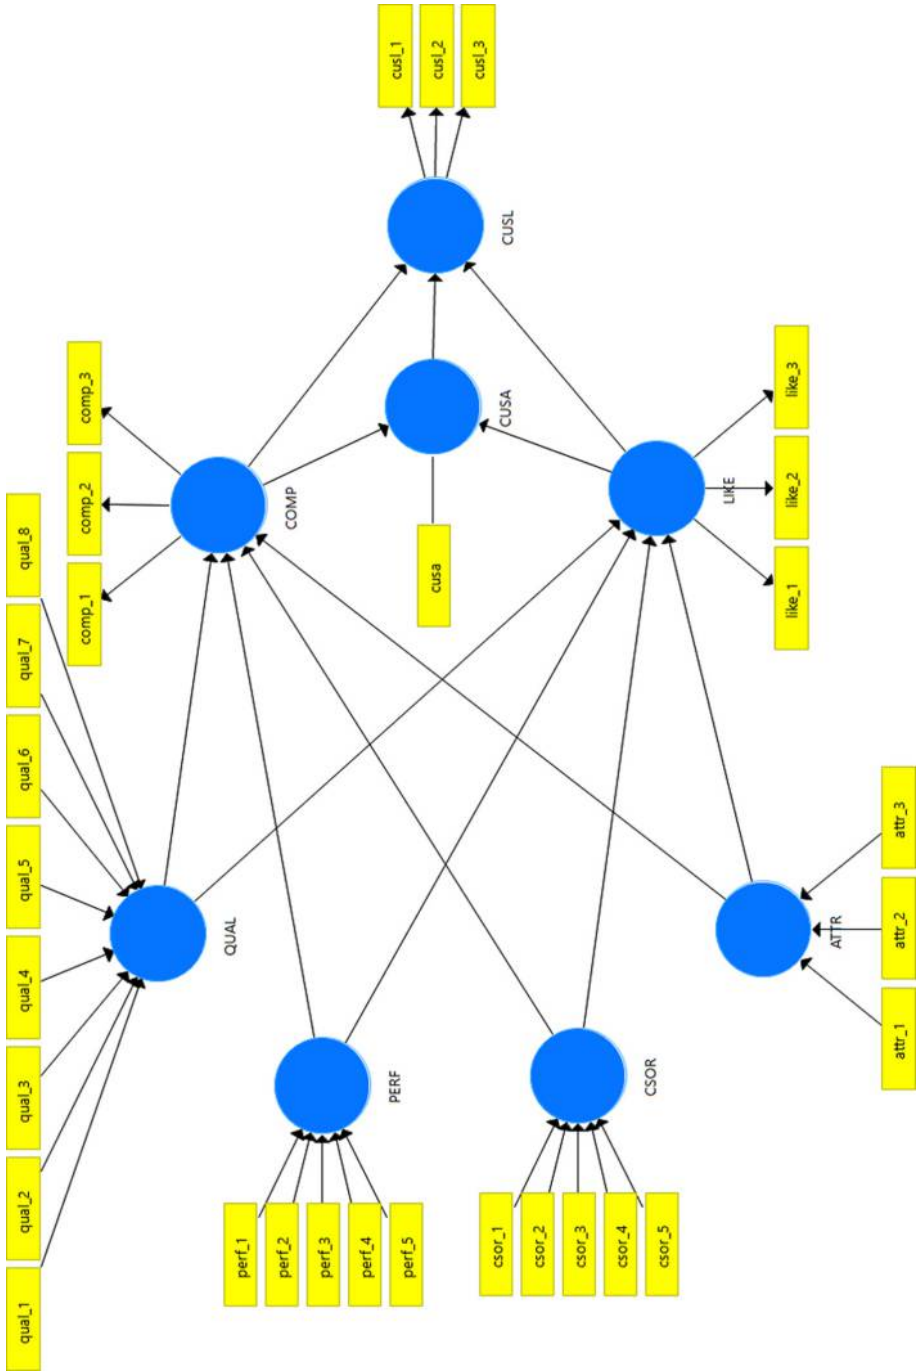 qual_1
qual_2
qual_3
qual_4
qual_5
qual_6
qual_7
qual_8
comp_1
comp_2
comp_3
QUAL
COMP
perf_1
perf_2
perf_3
perf_4
perf_5
PERF
cusa
CUSA
cusl_1
cusl_2
cusl_3
CUSL
csor_1
csor_2
csor_3
csor_4
csor_5
CSOR
LIKE
like_1
like_2
like_3
ATTR
attr_1
attr_2
attr_3